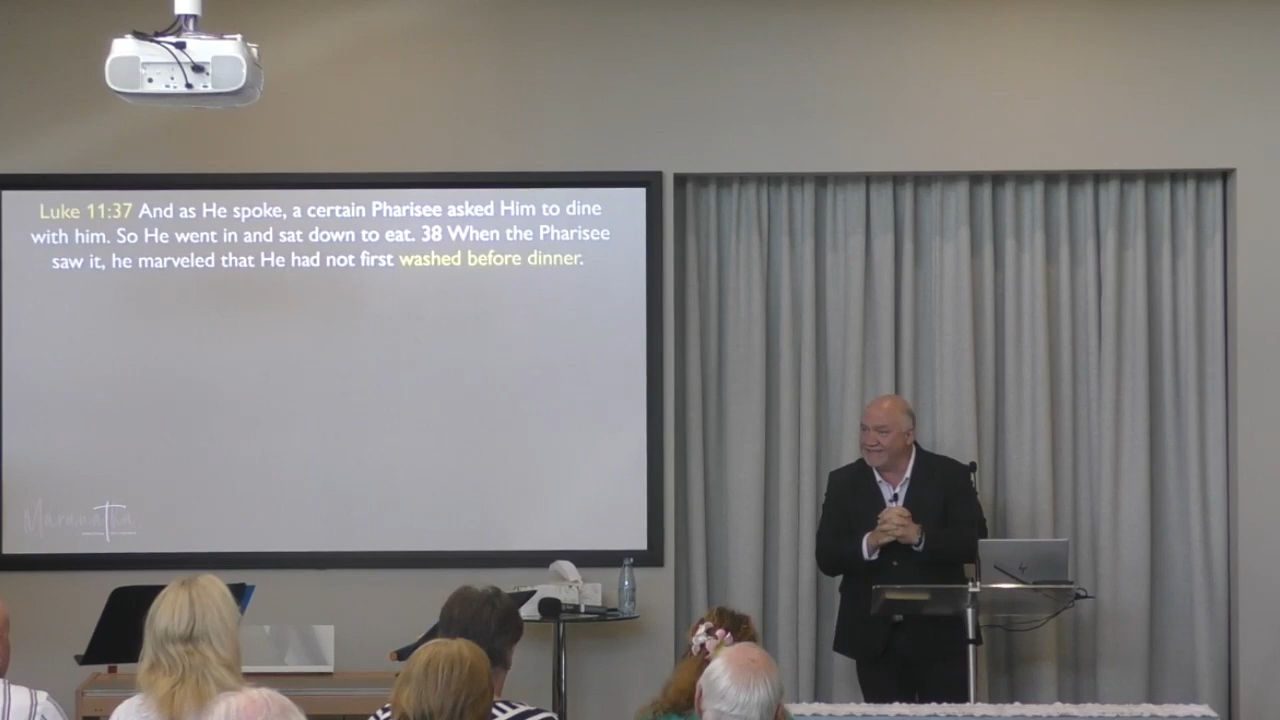 Luke 11:37 And as He spoke, a certain Pharisee asked Him to dine
with him. So He went in and sat down to eat. 38 When the Pharisee
saw it, he marveled that He had not first washed before dinner.
Maranatha